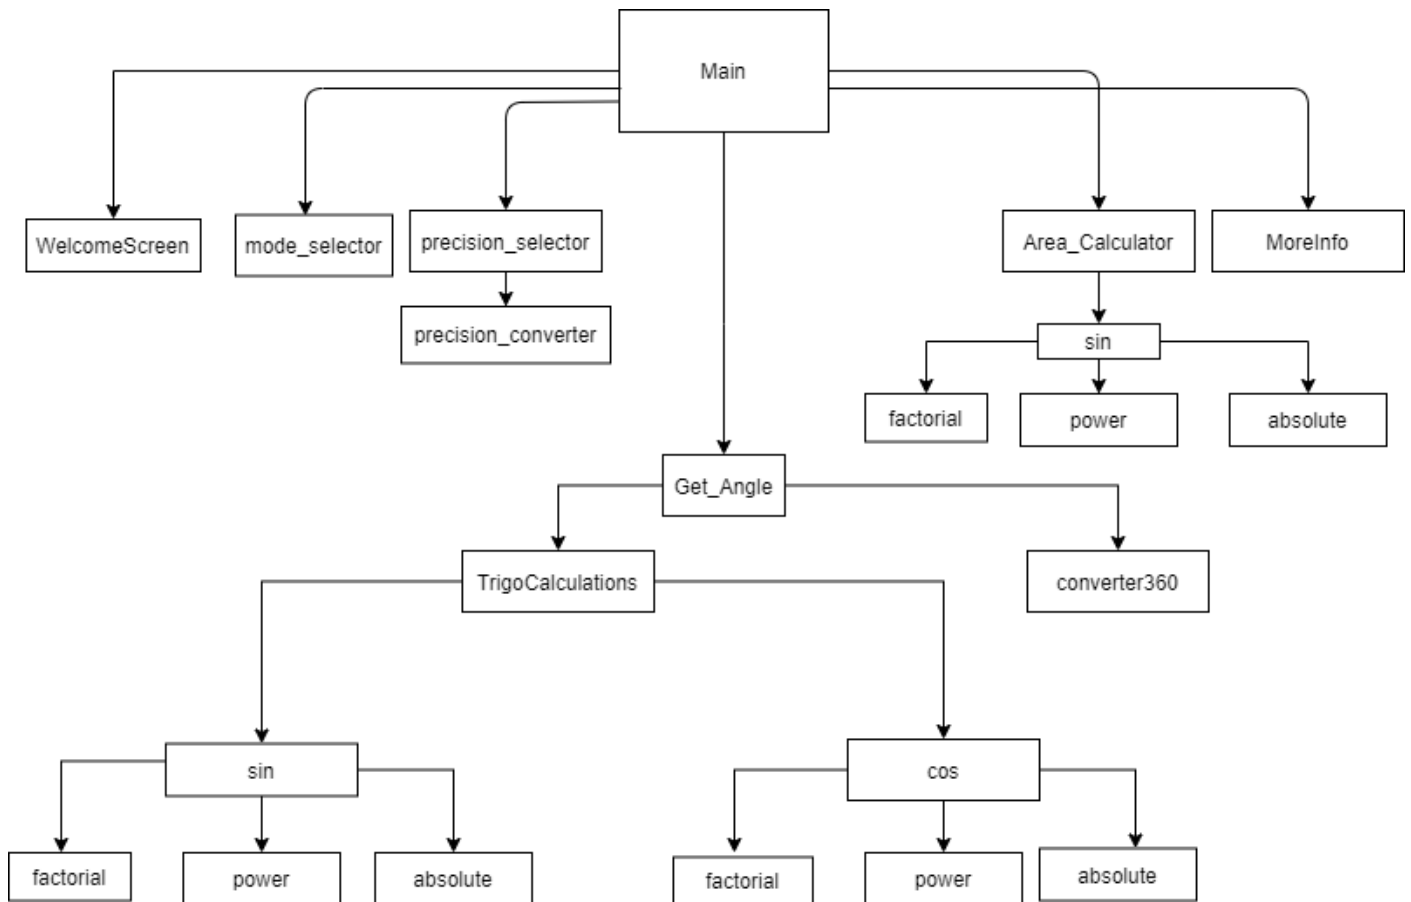 Main
WelcomeScreen
mode_selector
precision_selector
Area_Calculator
MoreInfo
precision_converter
sin
factorial
power
absolute
Get_Angle
TrigoCalculations
converter360
sin
cos
factorial
power
absolute
factorial
power
absolute